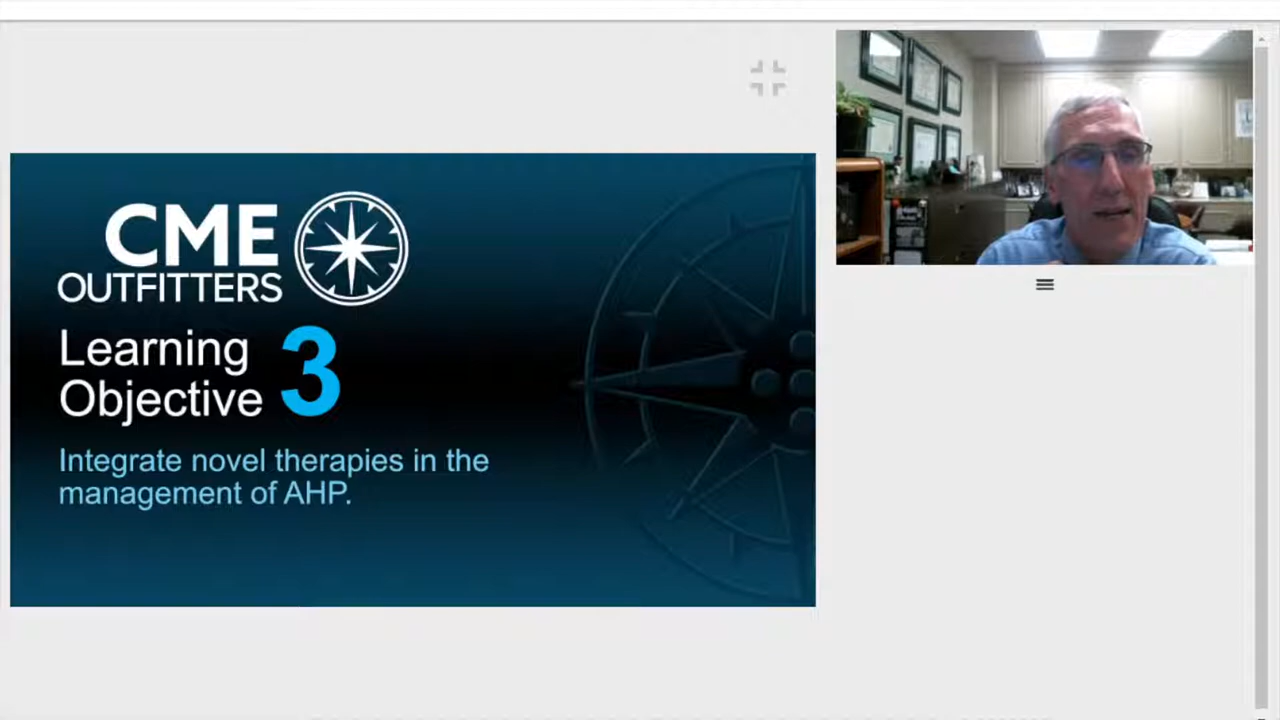 CME
OUTFITTERS
Learning
Objective 3
Integrate novel therapies in the
management of AHP.